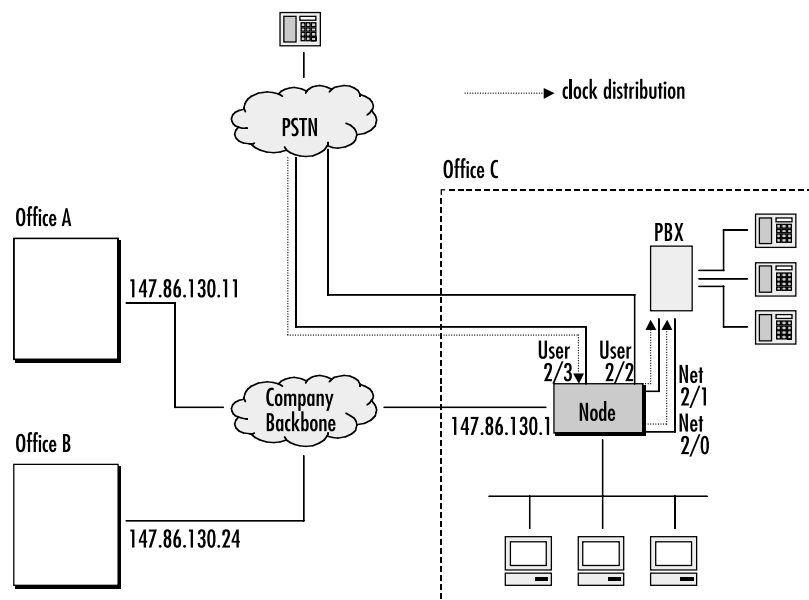 PSTN
clock distribution
Office C
Office A
PBX
147.86.130.11
User
2/3
User
2/2
Net
2/1
Company
Backbone
147.86.130.1
Node
Net
2/0
Office B
147.86.130.24